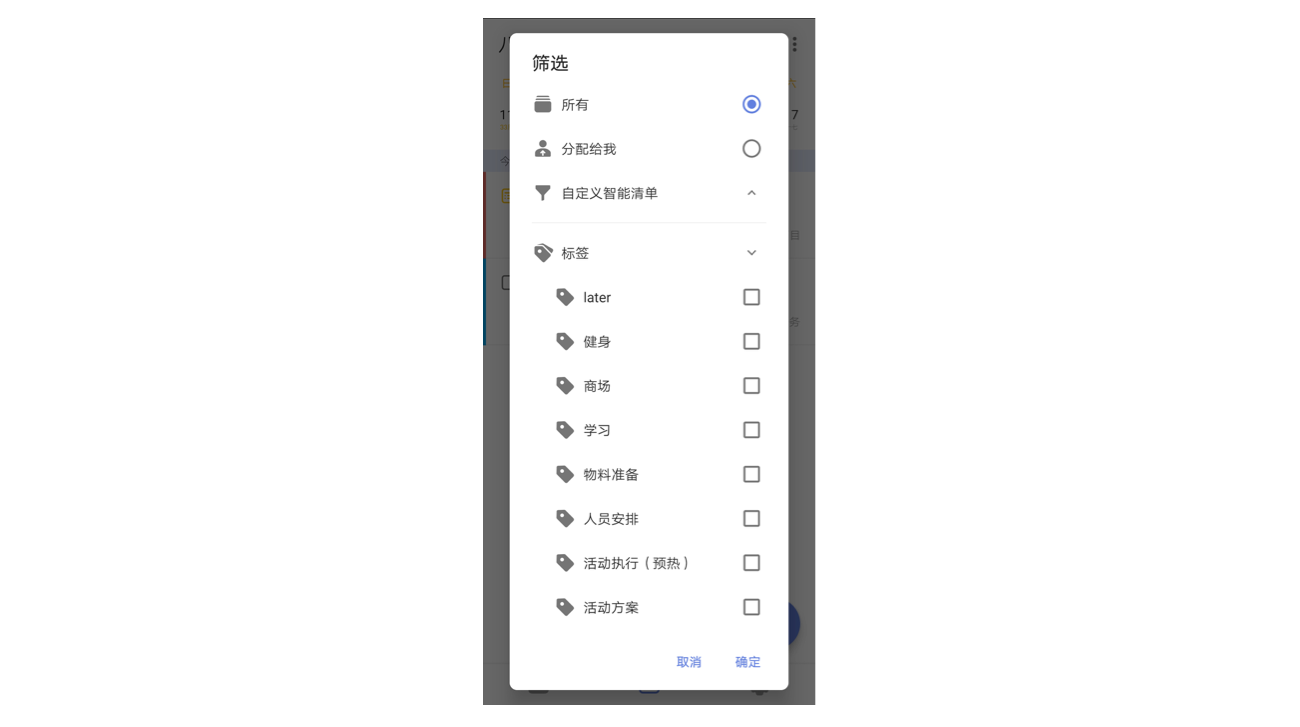 筛选
所有
分配给我
自定义智能清单
标签
later
健身
商场
学习
物料准备
人员安排
活动执行（预热）
活动方案
取消 确定